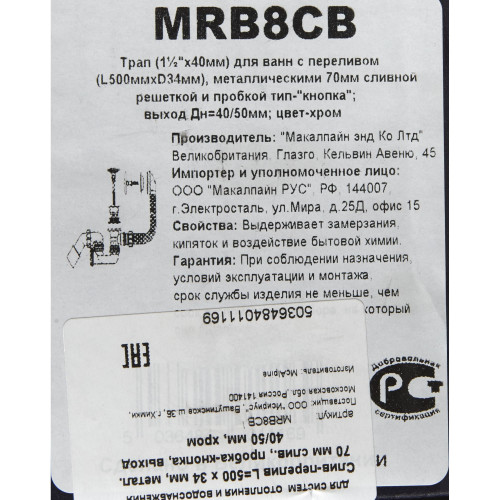 MRB8CB
Трап (1½"х40мм) для ванн с переливом
(L500ммxD34мм), металлическими 70мм сливной
решеткой и пробкой тип-"кнопка";
выход Дн=40/50мм; цвет-хром
Производитель: "Макалпайн энд Ко Лтд"
Великобритания, Глазго, Кельвин Авеню, 45
Импортер и уполномоченное лицо:
ООО "Макалпайн РУС", РФ, 144007,
г.Электросталь, ул.Мира, д.25Д, офис 15
Свойства: Выдерживает замерзания,
кипяток и воздействие бытовой химии.
Гарантия: При соблюдении назначения,
условий эксплуатации и монтажа,
срок службы изделия не меньше, чем
который
5036484011169
ЕАС
Добровольная
РСТ
сертификация
и водоснабжения
Слив-перелив L=500 х 34 мм, метал.
70 мм слив., пробка-кнопка, выход
40/50 мм, хром
артикул:
MRB8CB
Поставщик: ООО "Исириус", Вашутинское ш 36, г.Химки,
Московская обл.,Россия 141400
Изготовитель: McAlpine